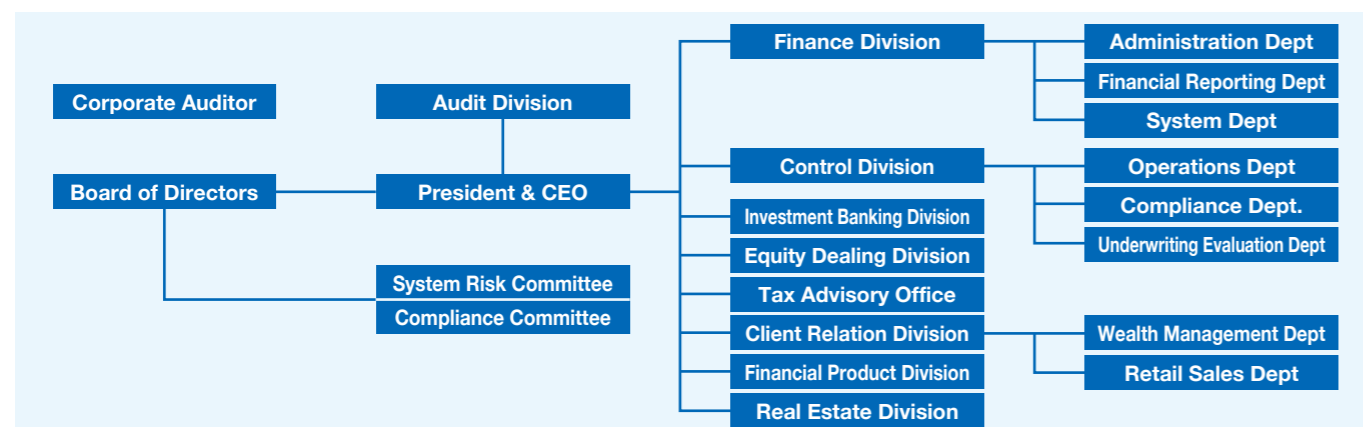 Corporate Auditor
Board of Directors
Audit Division
President & CEO
System Risk Committee
Compliance Committee
Finance Division
Control Division
Investment Banking Division
Equity Dealing Division
Tax Advisory Office
Client Relation Division
Financial Product Division
Real Estate Division
Administration Dept
Financial Reporting Dept
System Dept
Operations Dept
Compliance Dept.
Underwriting Evaluation Dept
Wealth Management Dept
Retail Sales Dept